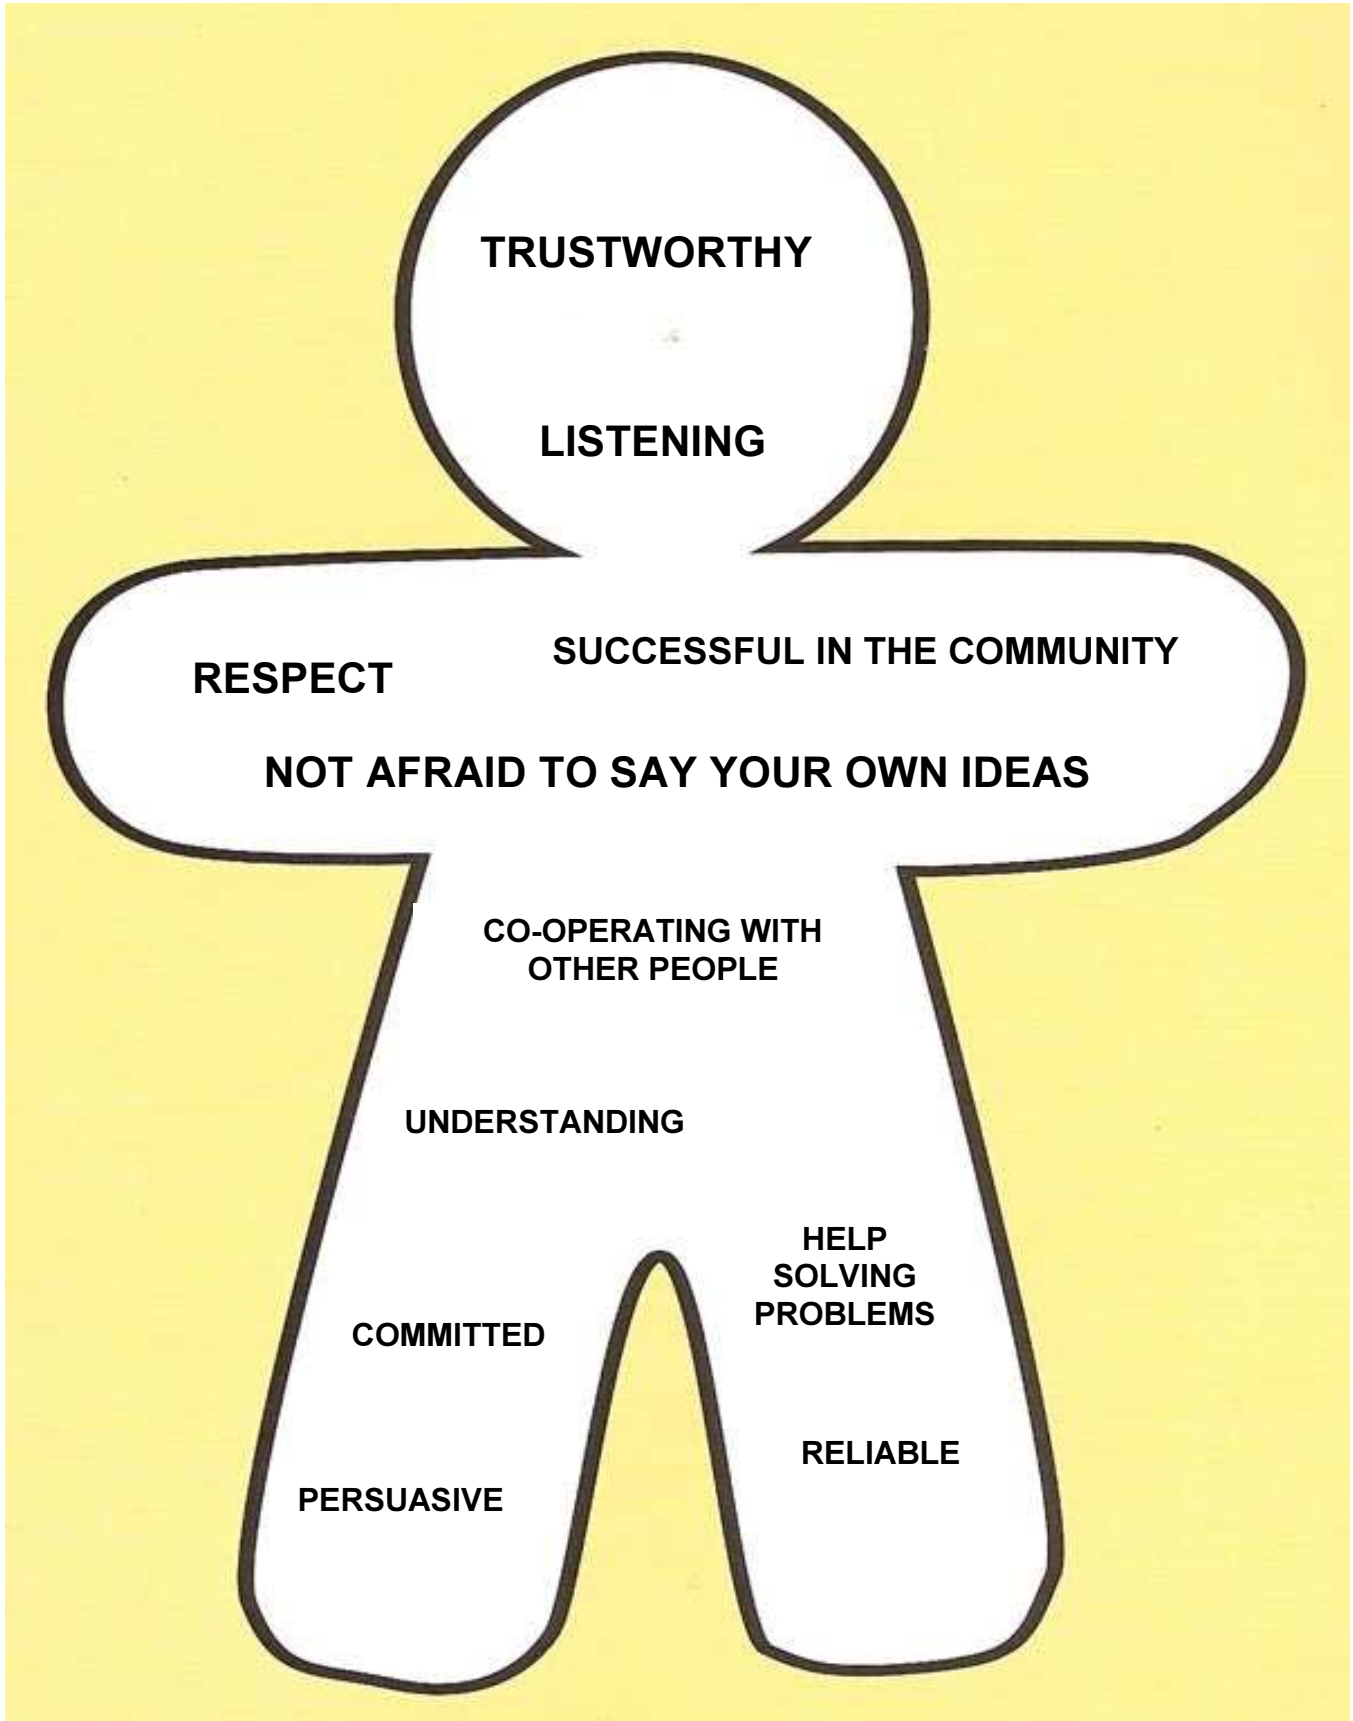 TRUSTWORTHY
LISTENING
SUCCESSFUL IN THE COMMUNITY
RESPECT
NOT AFRAID TO SAY YOUR OWN IDEAS
CO-OPERATING WITH
OTHER PEOPLE
UNDERSTANDING
HELP
SOLVING
PROBLEMS
COMMITTED
RELIABLE
PERSUASIVE